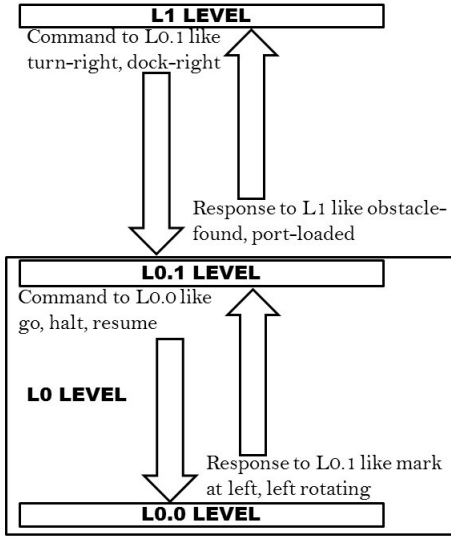 L1 LEVEL
Command to L0.1 like
turn-right, dock-right
Response to L1 like obstacle-
found, port-loaded
L0.1 LEVEL
Command to L0.0 like
go, halt, resume
L0 LEVEL
Response to L0.1 like mark
at left, left rotating
L0.0 LEVEL